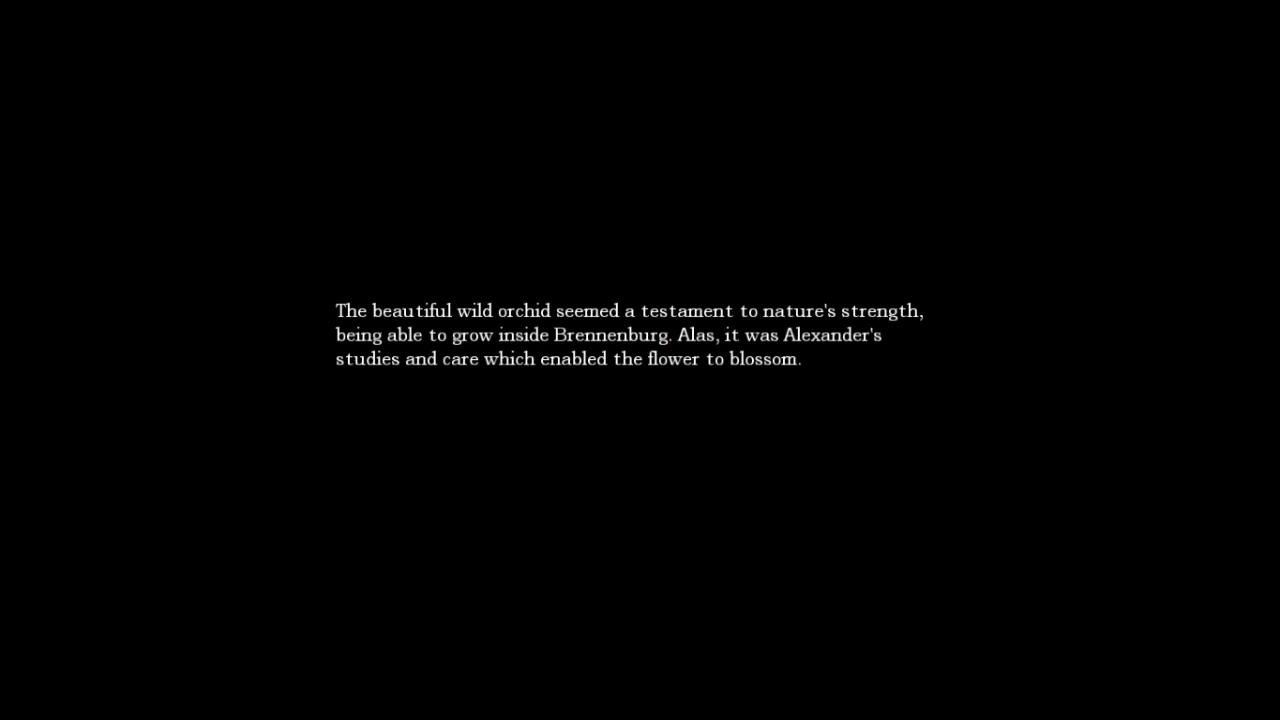 The beautiful wild orchid seemed a testament to nature's strength,
being able to grow inside Brennenburg. Alas, it was Alexander's
studies and care which enabled the flower to blossom.